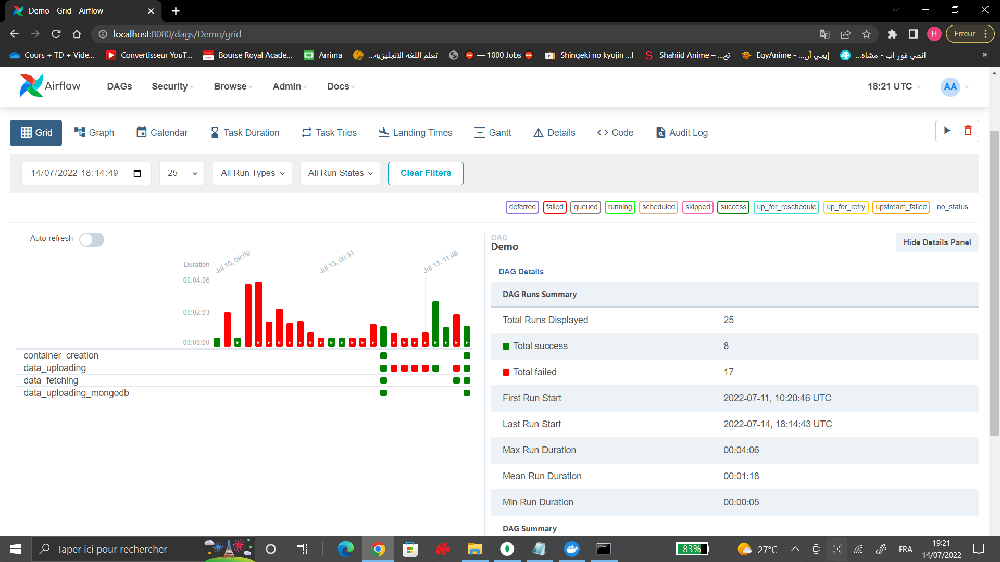 Demo - Grid - Airflow
localhost:8080/dags/Demo/grid
H
Erreur
Cours + TD + Vide...
Convertisseur YouT...
Bourse Royal Acade...
Arrima
تعلم اللغة الانجليزية...
— 1000 Jobs
Shingeki no kyojin ...ا
Shahiid Anime – تح...
EgyAnime - إيجي أن...
انمي فور اب - مشاه...
»
Airflow
DAGs
Security
Browse
Admin
Docs
18:21 UTC
AA
Grid
Graph
Calendar
Task Duration
Task Tries
Landing Times
Gantt
Details
Code
Audit Log
14/07/2022 18:14:49
25
All Run Types
All Run States
Clear Filters
deferred
failed
queued
running
scheduled
skipped
success
up_for_reschedule
up_for_retry
upstream_failed
no_status
Auto-refresh
Duration
Jul 10, 09:00
Jul 13, 00:31
Jul 13, 11:46
00:04:06
00:02:03
00:00:00
container_creation
data_uploading
data_fetching
data_uploading_mongodb
DAG
Demo
Hide Details Panel
DAG Details
DAG Runs Summary
Total Runs Displayed 25
Total success 8
Total failed 17
First Run Start 2022-07-11, 10:20:46 UTC
Last Run Start 2022-07-14, 18:14:43 UTC
Max Run Duration 00:04:06
Mean Run Duration 00:01:18
Min Run Duration 00:00:05
DAG Summary
Taper ici pour rechercher
83%
27°C
FRA
19:21
14/07/2022